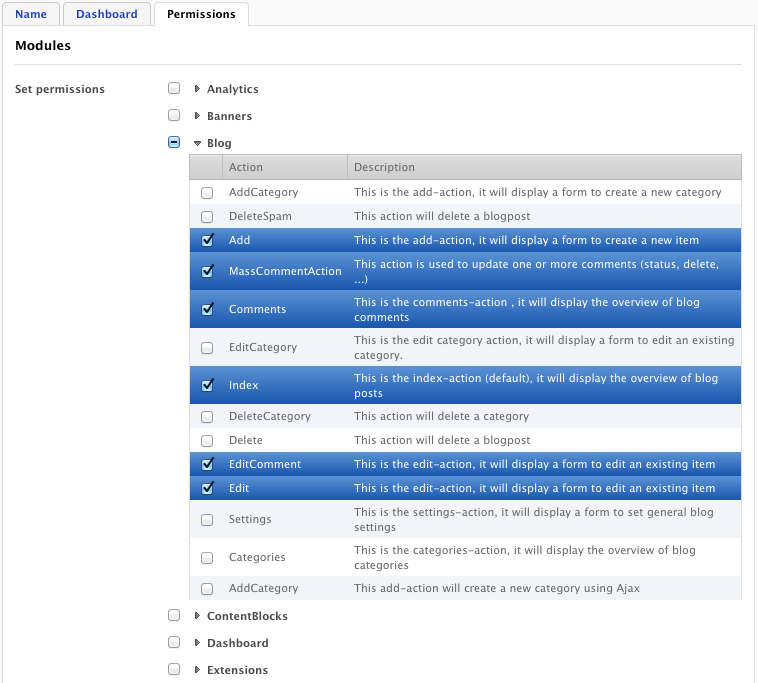 Name Dashboard Permissions
Modules
Set permissions
Analytics
Banners
Blog
Action Description
AddCategory This is the add-action, it will display a form to create a new category
DeleteSpam This action will delete a blogpost
Add This is the add-action, it will display a form to create a new item
MassCommentAction This action is used to update one or more comments (status, delete,
...)
Comments This is the comments-action , it will display the overview of blog
comments
EditCategory This is the edit category action, it will display a form to edit an existing
category.
Index This is the index-action (default), it will display the overview of blog
posts
DeleteCategory This action will delete a category
Delete This action will delete a blogpost
EditComment This is the edit-action, it will display a form to edit an existing item
Edit This is the edit-action, it will display a form to edit an existing item
Settings This is the settings-action, it will display a form to set general blog
settings
Categories This is the categories-action, it will display the overview of blog
categories
AddCategory This add-action will create a new category using Ajax
ContentBlocks
Dashboard
Extensions